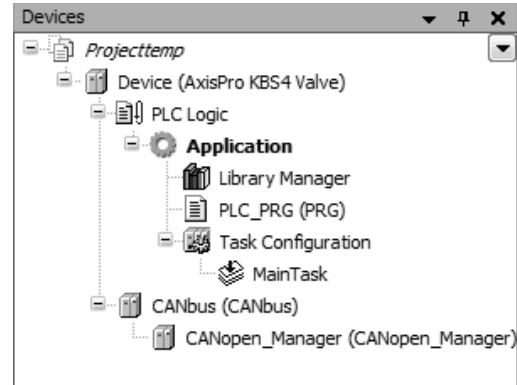 Devices
Projecttemp
Device (AxisPro KBS4 Valve)
PLC Logic
Application
Library Manager
PLC_PRG (PRG)
Task Configuration
MainTask
CANbus (CANbus)
CANopen_Manager (CANopen_Manager)